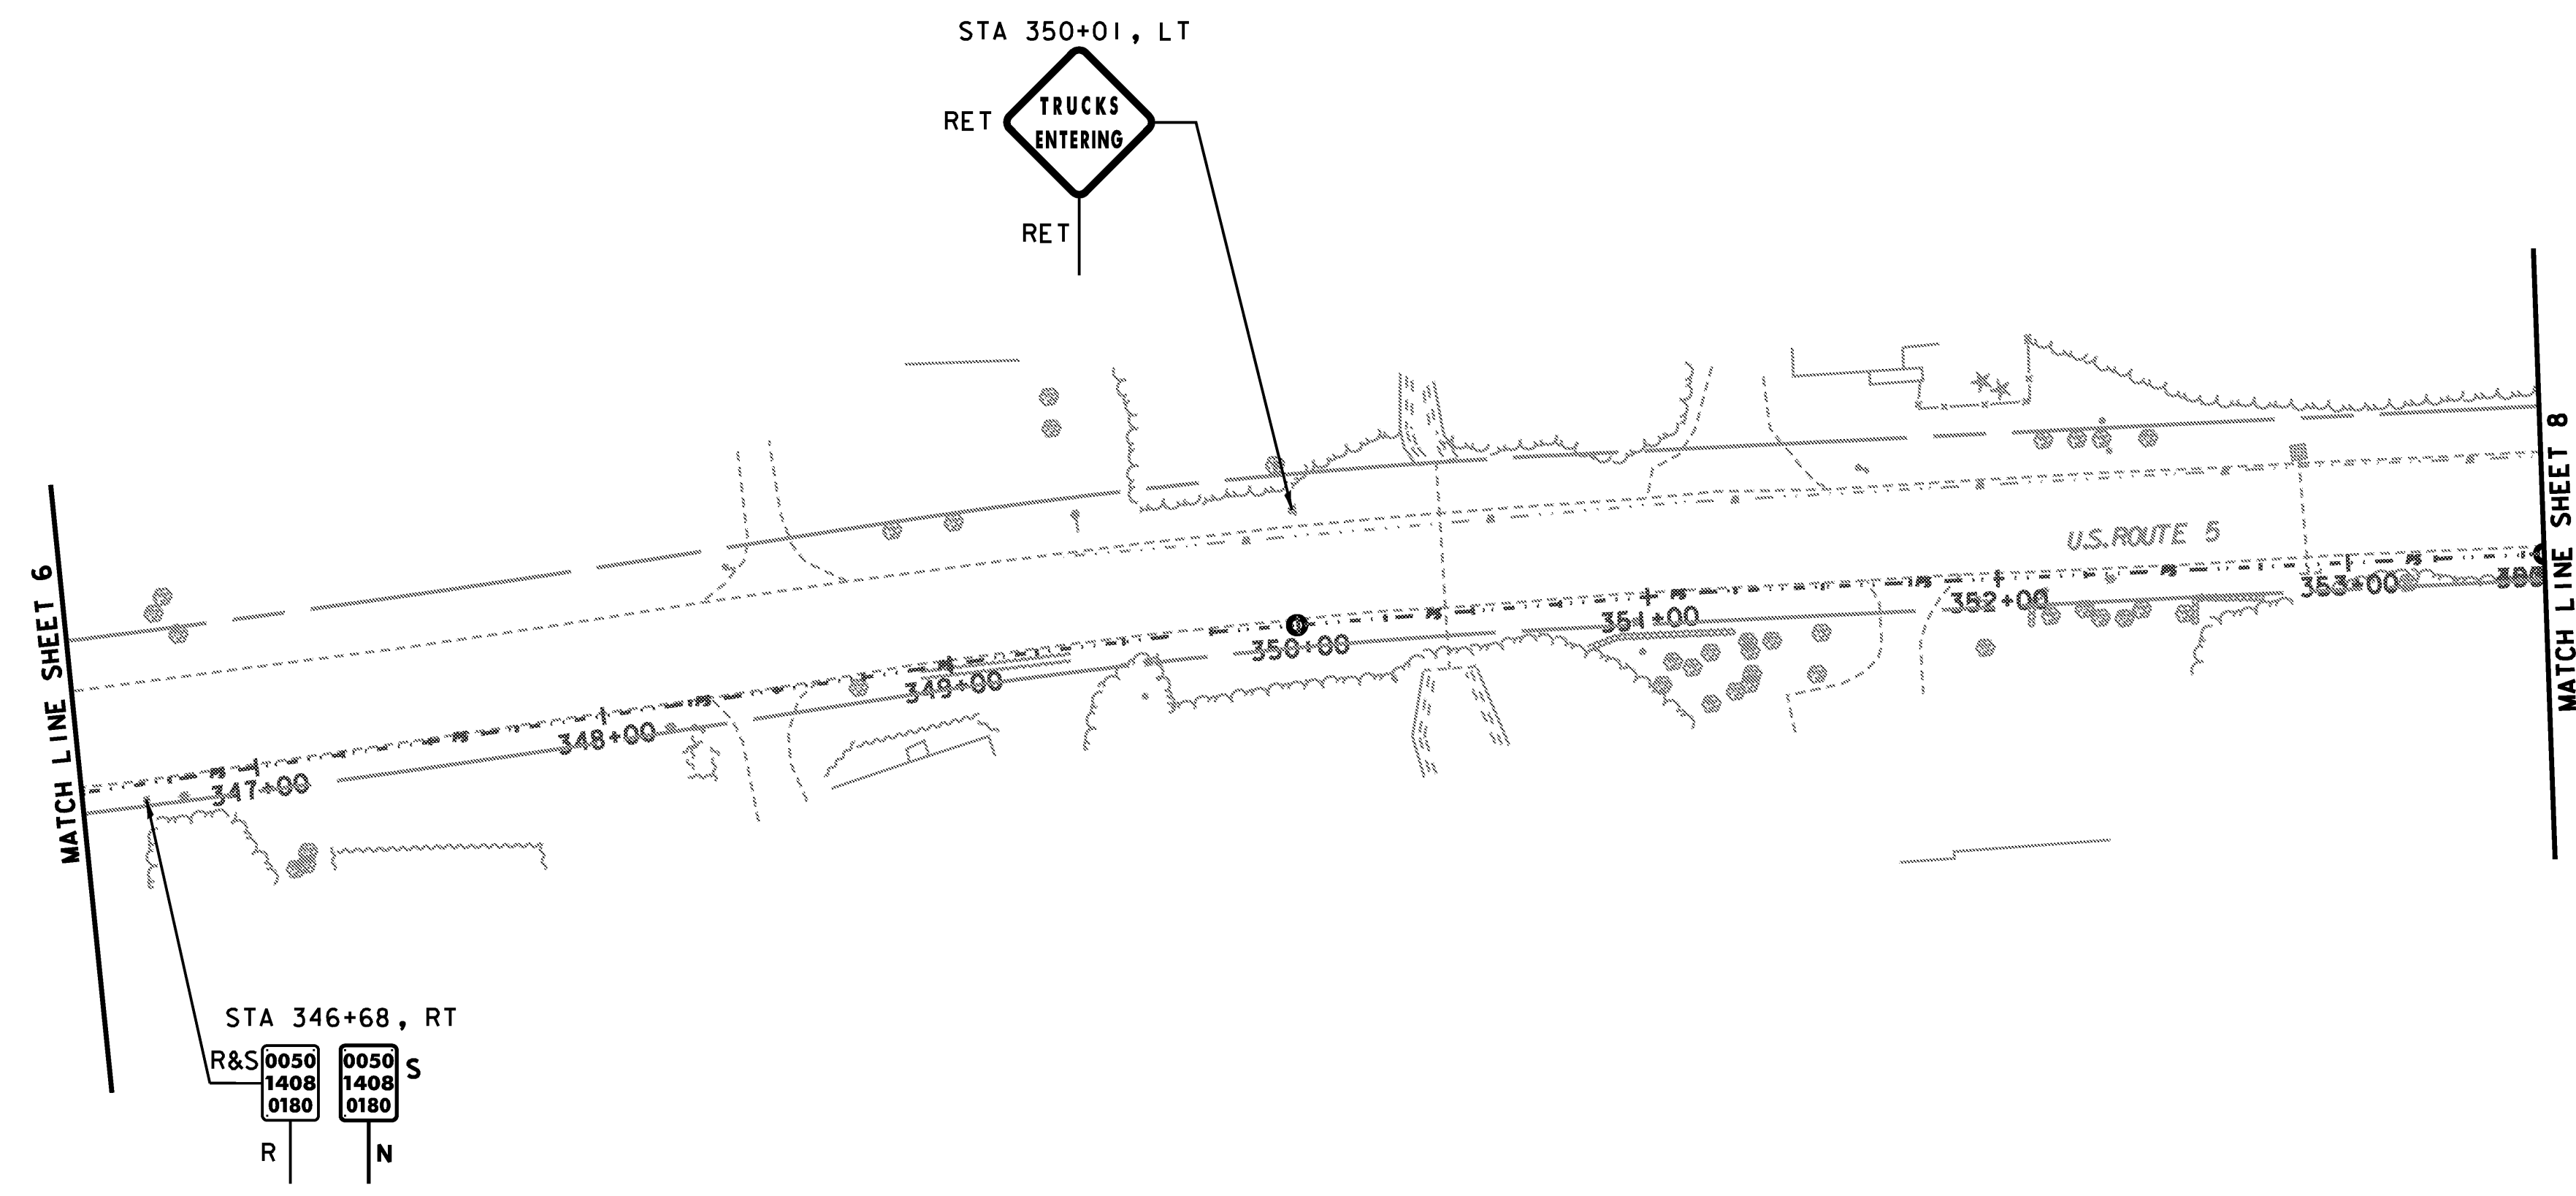 STA 350+01, LT
RET
TRUCKS
ENTERING
RET
MATCH LINE SHEET 6
MATCH LINE SHEET 8
U.S. ROUTE 5
347+00
348+00
349+00
350+00
351+00
352+00
353+00
STA 346+68, RT
R&S
0050
1408
0180
0050
1408
0180
S
R
N